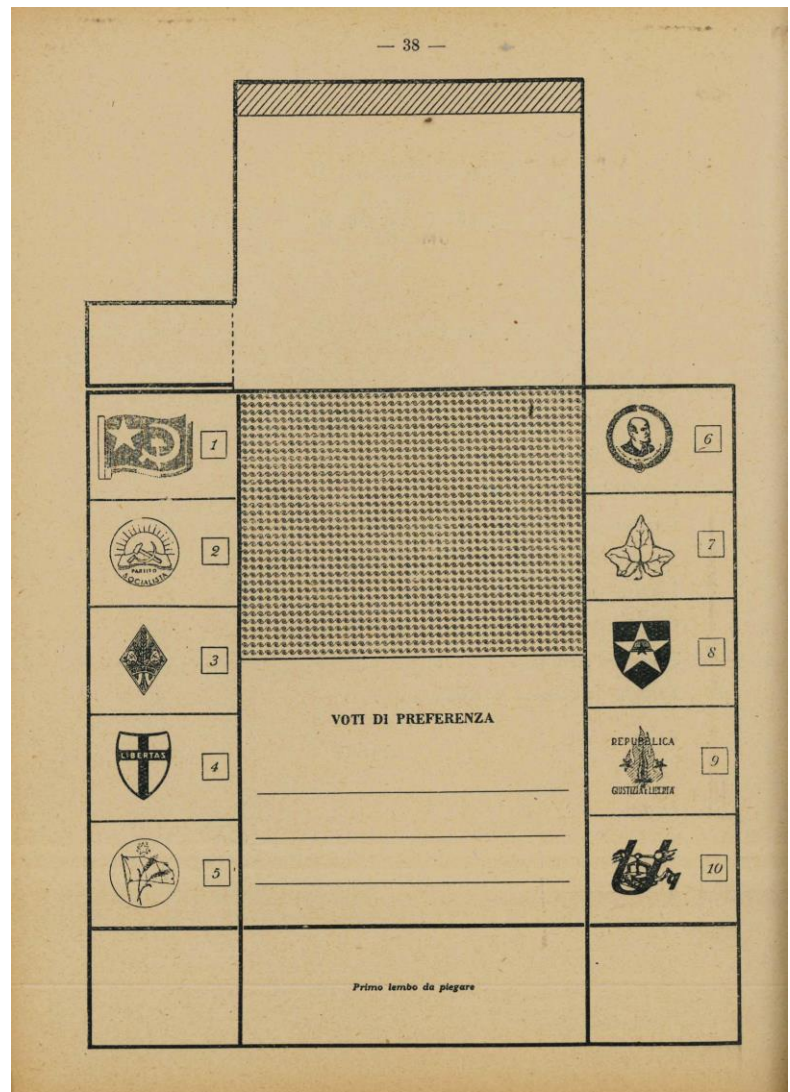 — 38 —
1
2
PARTITO
SOCIALISTA
3
LIBERTAS
4
5
6
7
8
REPUBBLICA
GIUSTIZIA E LIBERTÀ
9
10
VOTI DI PREFERENZA
Primo lembo da piegare